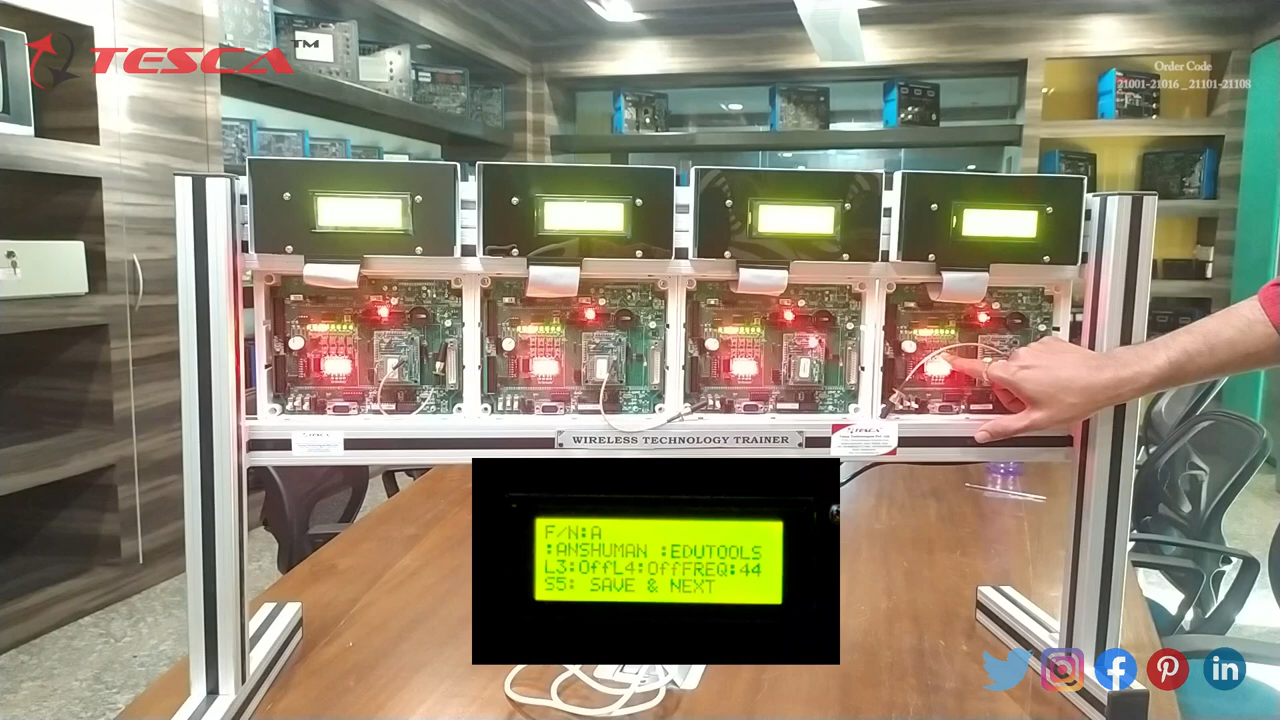 TESCA TM
Order Code
21001-21016 _ 21101-21108
TESCA
WIRELESS TECHNOLOGY TRAINER
F/N:A
:ANSHUMAN :EDUTOOLS
L3:OffL4:OffFREQ:44
S5: SAVE & NEXT